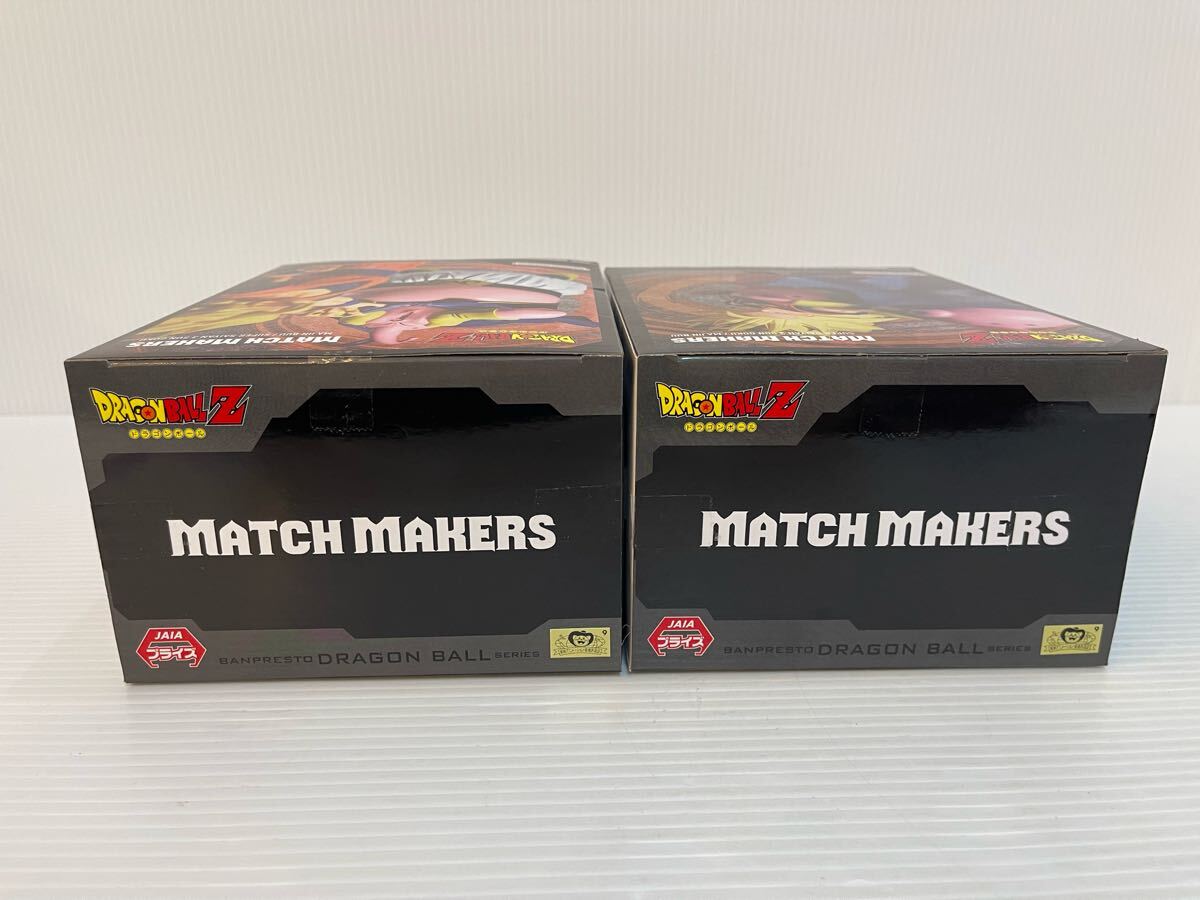 MATCH MAKERS
DRAGON BALL Z
ドラゴンボール
MATCH MAKERS
JAIA
プライズ
BANPRESTO DRAGON BALL SERIES
MATCH MAKERS
DRAGON BALL Z
ドラゴンボール
MATCH MAKERS
JAIA
プライズ
BANPRESTO DRAGON BALL SERIES